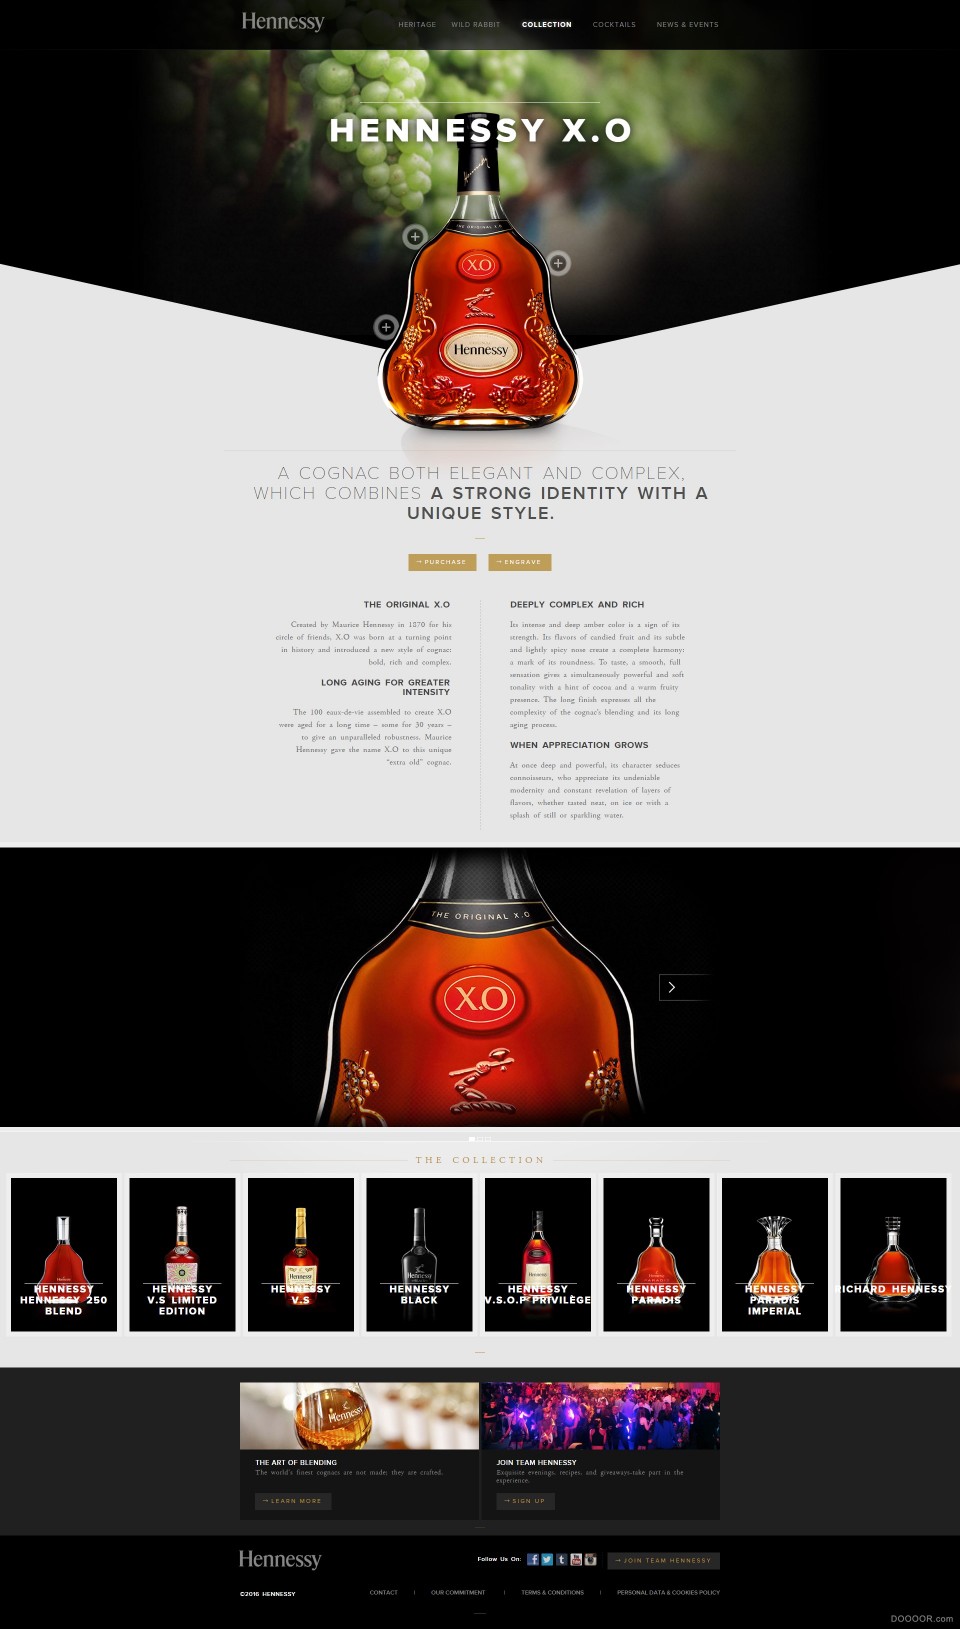 Hennessy
HERITAGE WILD RABBIT COLLECTION COCKTAILS NEWS & EVENTS
HENNESSY X.O
Hennessy
THE ORIGINAL X.O
X.O
Hennessy
A COGNAC BOTH ELEGANT AND COMPLEX,
WHICH COMBINES A STRONG IDENTITY WITH A
UNIQUE STYLE.
→ PURCHASE → ENGRAVE
THE ORIGINAL X.O
Created by Maurice Hennessy in 1870 for his
circle of friends, X.O was born at a turning point
in history and introduced a new style of cognac:
bold, rich and complex.
LONG AGING FOR GREATER
INTENSITY
The 100 eaux-de-vie assembled to create X.O
were aged for a long time – some for 30 years –
to give an unparalleled robustness. Maurice
Hennessy gave the name X.O to this unique
“extra old” cognac.
DEEPLY COMPLEX AND RICH
Its intense and deep amber color is a sign of its
strength. Its flavors of candied fruit and its subtle
and lightly spicy nose create a complete harmony:
a mark of its roundness. To taste, a smooth, full
sensation gives a simultaneously powerful and soft
tonality with a hint of cocoa and a warm fruity
presence. The long finish expresses all the
complexity of the cognac's blending and its long
aging process.
WHEN APPRECIATION GROWS
At once deep and powerful, its character seduces
connoisseurs, who appreciate its undeniable
modernity and constant revelation of layers of
flavors, whether tasted neat, on ice or with a
splash of still or sparkling water.
THE ORIGINAL X.O
X.O
THE COLLECTION
HENNESSY
HENNESSY 250
BLEND
HENNESSY
V.S LIMITED
EDITION
Hennessy
HENNESSY
V.S
Hennessy
HENNESSY
BLACK
Hennessy
HENNESSY
V.S.O.P PRIVILÈGE
HENNESSY
PARADIS
HENNESSY
PARADIS
IMPERIAL
RICHARD HENNESSY
Hennessy
THE ART OF BLENDING
The world's finest cognacs are not made; they are crafted.
→ LEARN MORE
JOIN TEAM HENNESSY
Exquisite evenings, recipes, and giveaways-take part in the
experience.
→ SIGN UP
Hennessy
Follow Us On:
→ JOIN TEAM HENNESSY
©2016 HENNESSY
CONTACT | OUR COMMITMENT | TERMS & CONDITIONS | PERSONAL DATA & COOKIES POLICY
DOOOOR.com